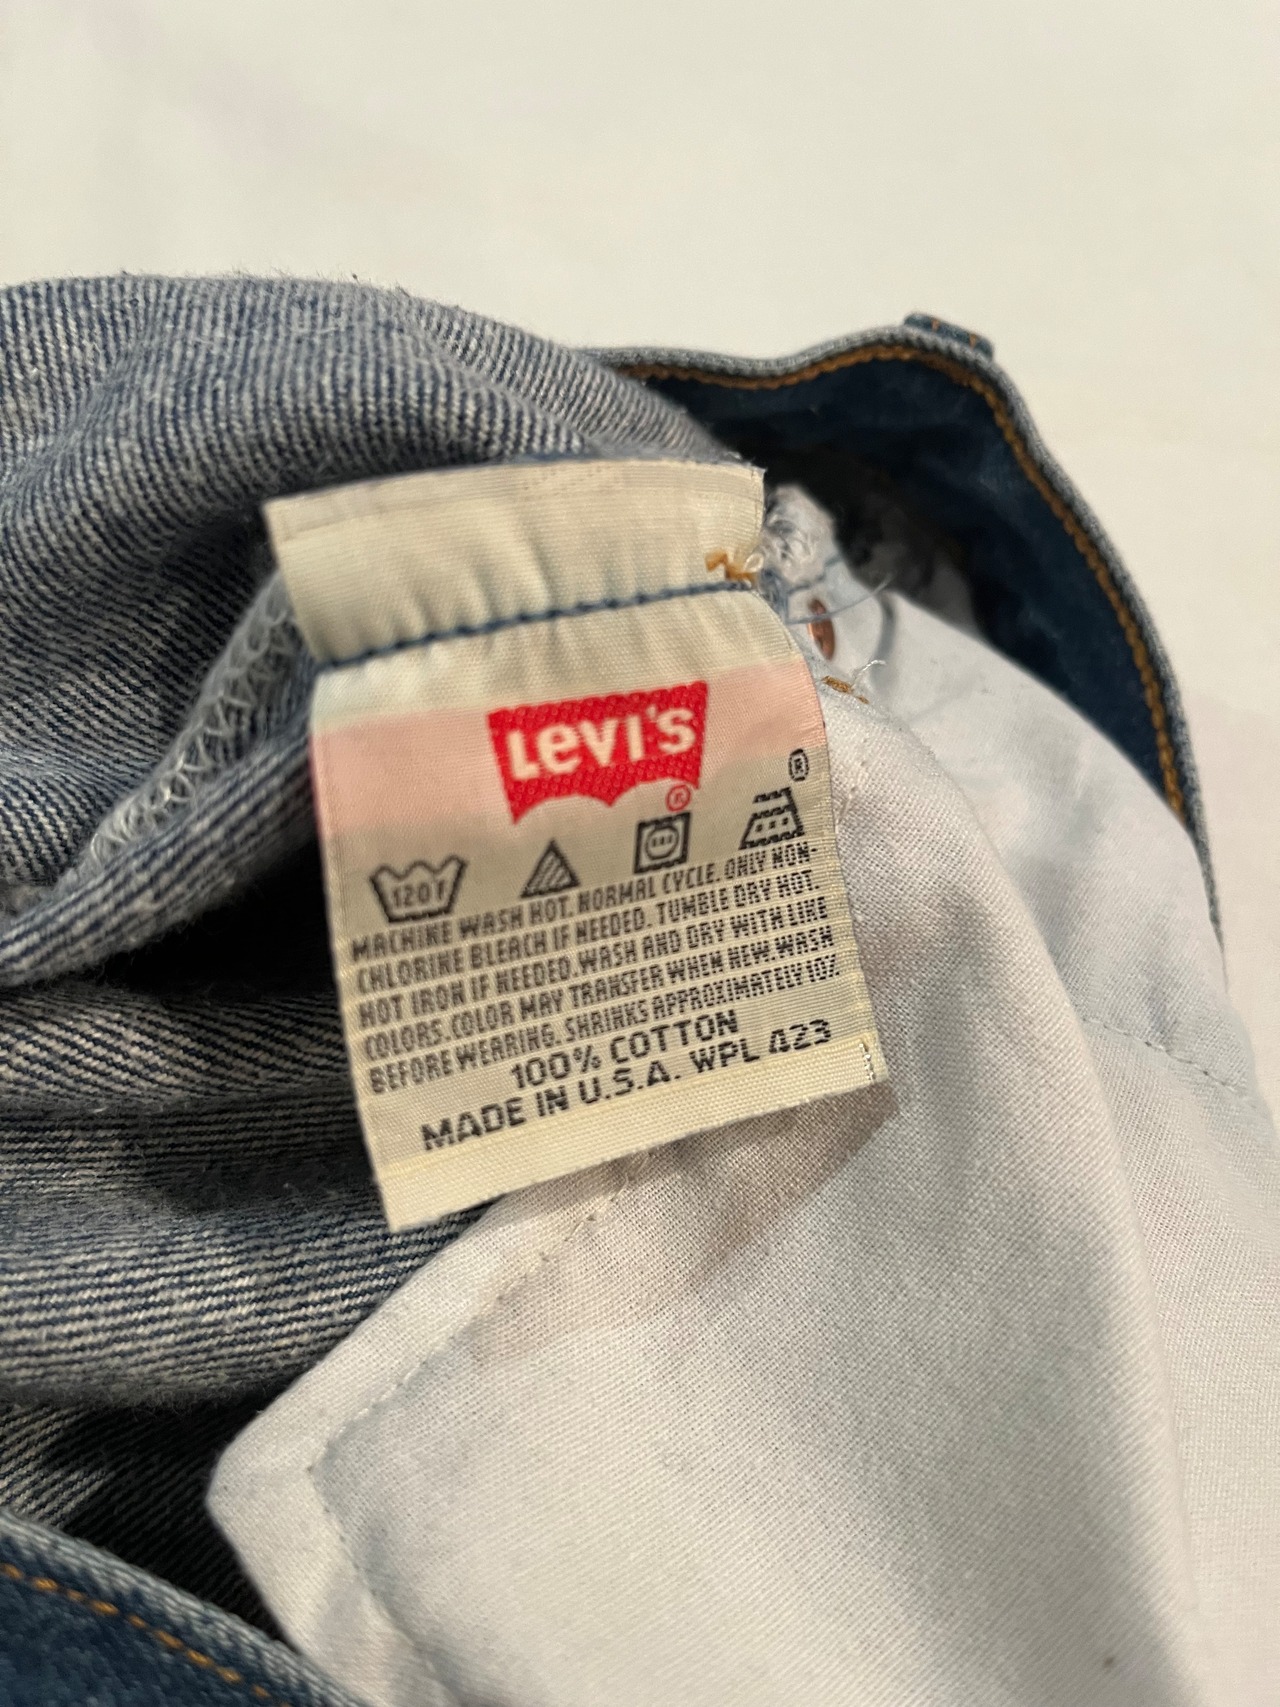 LEVI'S
®
®
120 F
MACHINE WASH HOT. NORMAL CYCLE. ONLY NON-
CHLORINE BLEACH IF NEEDED. TUMBLE DRY HOT.
HOT IRON IF NEEDED. WASH AND DRY WITH LIKE
COLORS. COLOR MAY TRANSFER WHEN NEW. WASH
BEFORE WEARING. SHRINKS APPROXIMATELY 10%.
100% COTTON
MADE IN U.S.A. WPL 423